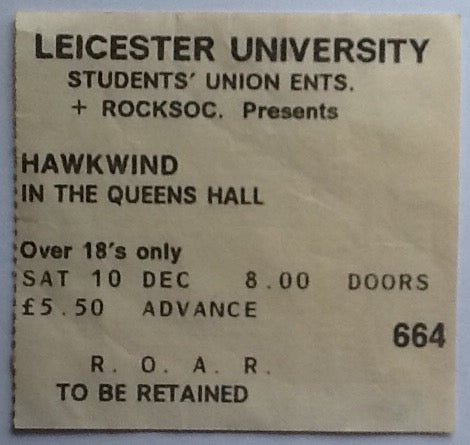 LEICESTER UNIVERSITY
STUDENTS' UNION ENTS.
+ ROCKSOC. Presents
HAWKWIND
IN THE QUEENS HALL
Over 18's only
SAT 10 DEC 8.00 DOORS
£5.50 ADVANCE
664
R. O. A. R.
TO BE RETAINED